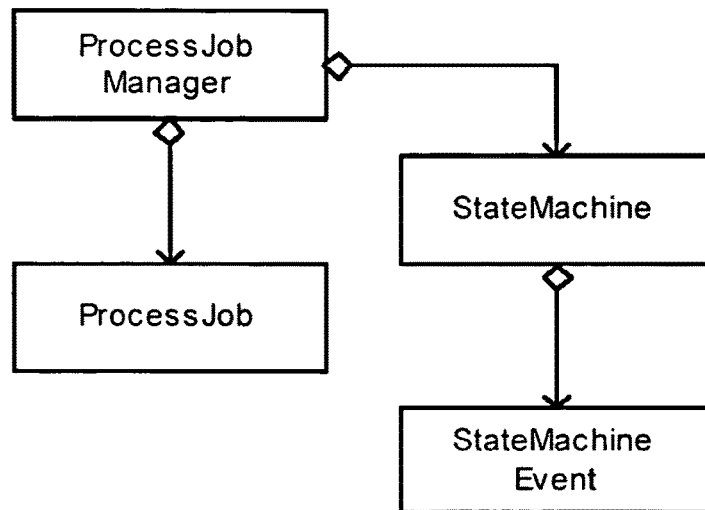 ProcessJob
Manager
StateMachine
ProcessJob
StateMachine
Event